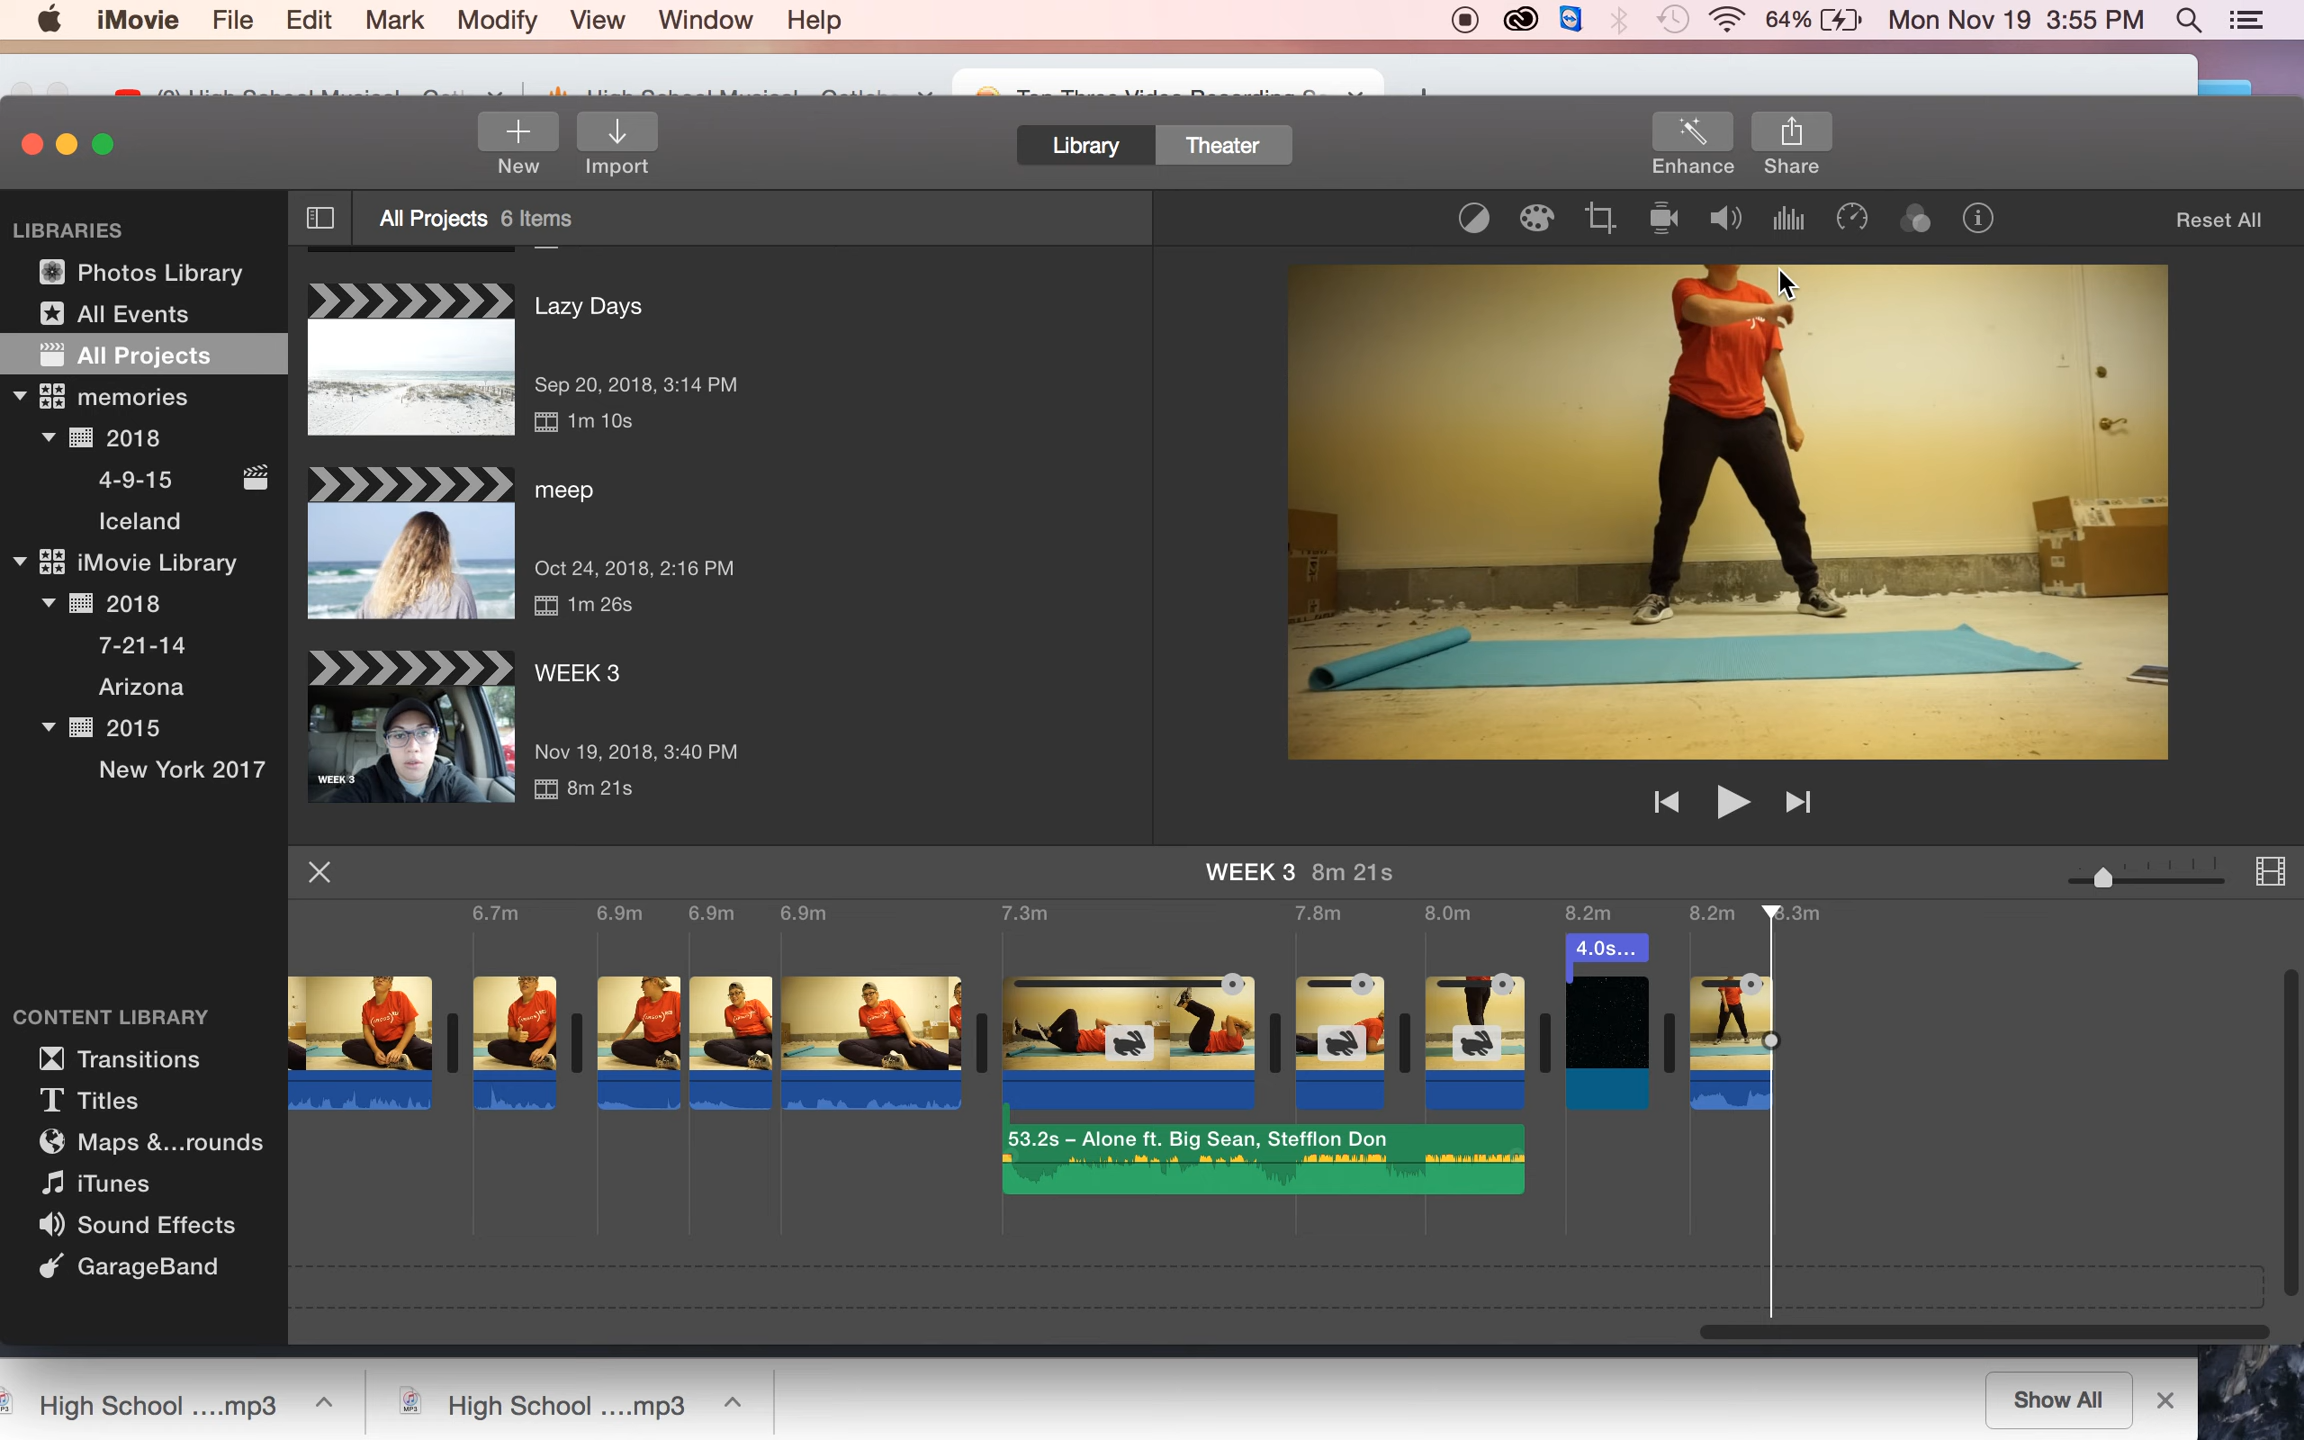 iMovie File Edit Mark Modify View Window Help 64% Mon Nov 19 3:55 PM
New Import Library Theater Enhance Share
LIBRARIES
Photos Library
All Events
All Projects
memories
2018
4-9-15
Iceland
iMovie Library
2018
7-21-14
Arizona
2015
New York 2017
CONTENT LIBRARY
Transitions
Titles
Maps &...rounds
iTunes
Sound Effects
GarageBand
All Projects 6 Items
Lazy Days
Sep 20, 2018, 3:14 PM
1m 10s
meep
Oct 24, 2018, 2:16 PM
1m 26s
WEEK 3
WEEK 3
Nov 19, 2018, 3:40 PM
8m 21s
Reset All
WEEK 3 8m 21s
6.7m 6.9m 6.9m 6.9m 7.3m 7.8m 8.0m 8.2m 8.2m 8.3m
4.0s...
53.2s – Alone ft. Big Sean, Stefflon Don
High School ....mp3 High School ....mp3 Show All